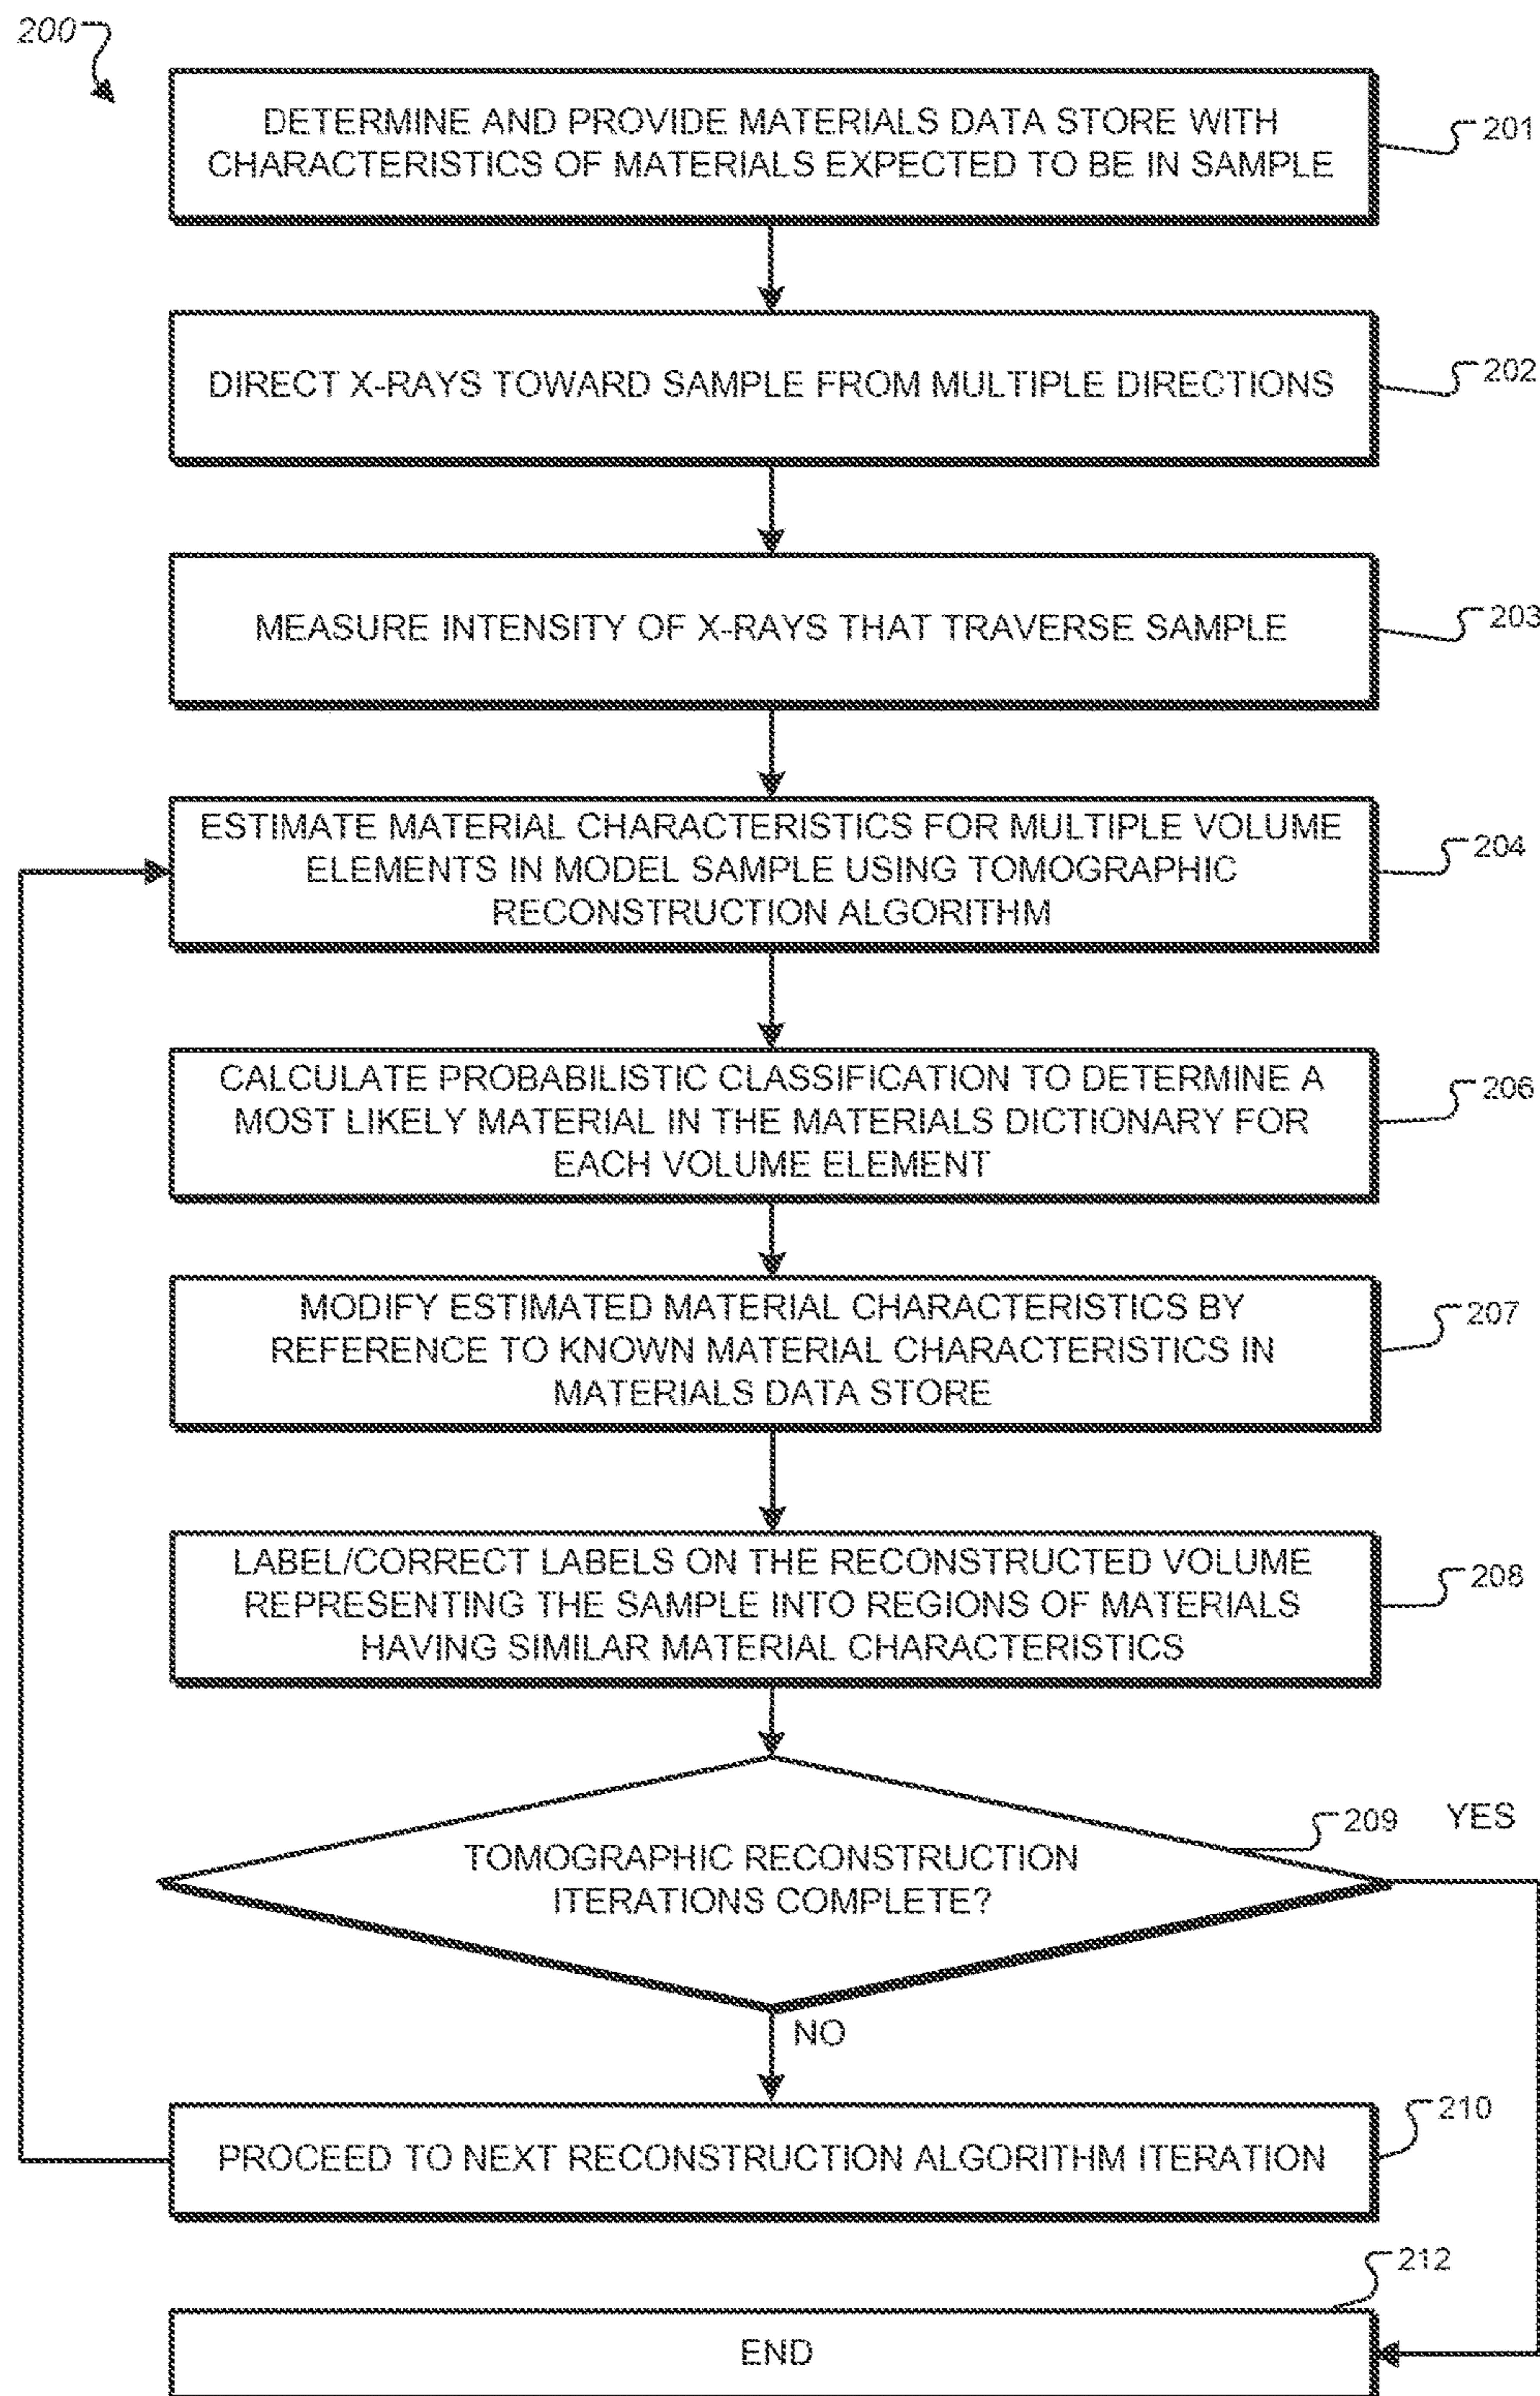 200
DETERMINE AND PROVIDE MATERIALS DATA STORE WITH
CHARACTERISTICS OF MATERIALS EXPECTED TO BE IN SAMPLE
201
DIRECT X-RAYS TOWARD SAMPLE FROM MULTIPLE DIRECTIONS
202
MEASURE INTENSITY OF X-RAYS THAT TRAVERSE SAMPLE
203
ESTIMATE MATERIAL CHARACTERISTICS FOR MULTIPLE VOLUME
ELEMENTS IN MODEL SAMPLE USING TOMOGRAPHIC
RECONSTRUCTION ALGORITHM
204
CALCULATE PROBABILISTIC CLASSIFICATION TO DETERMINE A
MOST LIKELY MATERIAL IN THE MATERIALS DICTIONARY FOR
EACH VOLUME ELEMENT
206
MODIFY ESTIMATED MATERIAL CHARACTERISTICS BY
REFERENCE TO KNOWN MATERIAL CHARACTERISTICS IN
MATERIALS DATA STORE
207
LABEL/CORRECT LABELS ON THE RECONSTRUCTED VOLUME
REPRESENTING THE SAMPLE INTO REGIONS OF MATERIALS
HAVING SIMILAR MATERIAL CHARACTERISTICS
208
TOMOGRAPHIC RECONSTRUCTION
ITERATIONS COMPLETE?
209
YES
NO
PROCEED TO NEXT RECONSTRUCTION ALGORITHM ITERATION
210
212
END